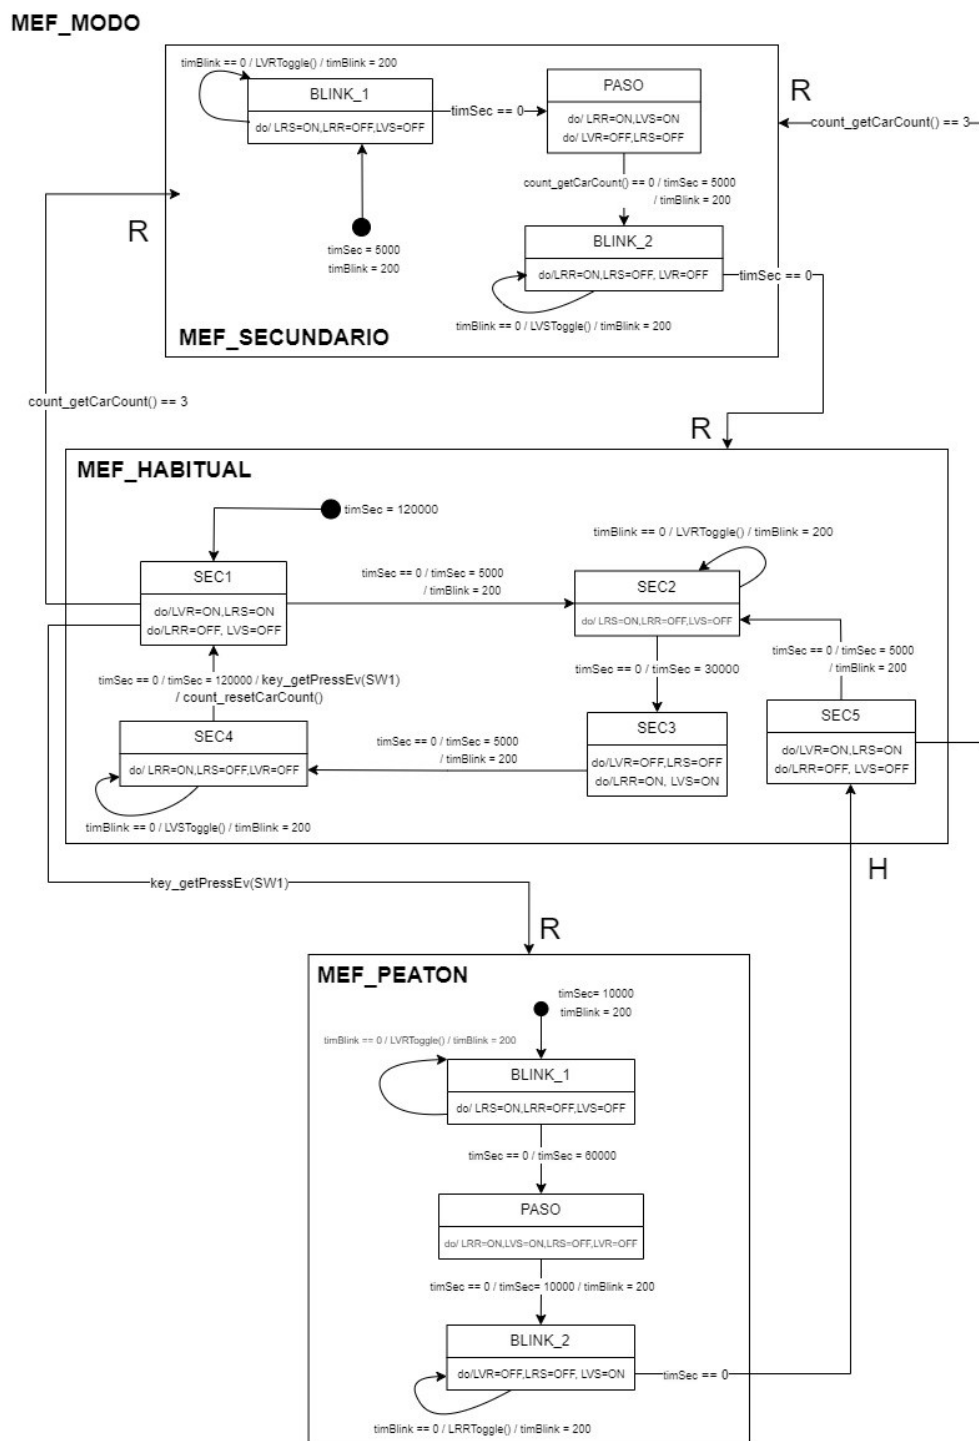 MEF_MODO
timBlink == 0 / LVRToggle() / timBlink = 200
BLINK_1
do/ LRS=ON,LRR=OFF,LVS=OFF
timSec == 0
PASO
do/ LRR=ON,LVS=ON
do/ LVR=OFF,LRS=OFF
R
count_getCarCount() == 3
count_getCarCount() == 0 / timSec = 5000
/ timBlink = 200
R
timSec = 5000
timBlink = 200
BLINK_2
do/LRR=ON,LRS=OFF, LVR=OFF
timSec == 0
timBlink == 0 / LVSToggle() / timBlink = 200
MEF_SECUNDARIO
count_getCarCount() == 3
R
MEF_HABITUAL
timSec = 120000
timBlink == 0 / LVRToggle() / timBlink = 200
SEC1
do/LVR=ON,LRS=ON
do/LRR=OFF, LVS=OFF
timSec == 0 / timSec = 5000
/ timBlink = 200
SEC2
do/ LRS=ON,LRR=OFF,LVS=OFF
timSec == 0 / timSec = 5000
/ timBlink = 200
timSec == 0 / timSec = 30000
timSec == 0 / timSec = 120000 / key_getPressEv(SW1)
/ count_resetCarCount()
SEC4
do/ LRR=ON,LRS=OFF,LVR=OFF
timSec == 0 / timSec = 5000
/ timBlink = 200
SEC3
do/LVR=OFF,LRS=OFF
do/LRR=ON, LVS=ON
SEC5
do/LVR=ON,LRS=ON
do/LRR=OFF, LVS=OFF
timBlink == 0 / LVSToggle() / timBlink = 200
H
key_getPressEv(SW1)
R
MEF_PEATON
timSec= 10000
timBlink = 200
timBlink == 0 / LVRToggle() / timBlink = 200
BLINK_1
do/ LRS=ON,LRR=OFF,LVS=OFF
timSec == 0 / timSec = 60000
PASO
do/ LRR=ON,LVS=ON,LRS=OFF,LVR=OFF
timSec == 0 / timSec= 10000 / timBlink = 200
BLINK_2
do/LVR=OFF,LRS=OFF, LVS=ON
timSec == 0
timBlink == 0 / LRRToggle() / timBlink = 200